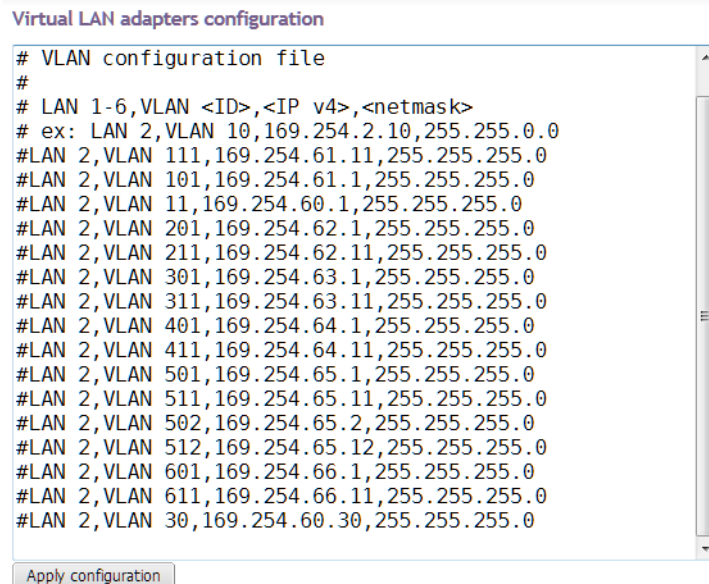 Virtual LAN adapters configuration
# VLAN configuration file
#
# LAN 1-6,VLAN <ID>,<IP v4>,<netmask>
# ex: LAN 2,VLAN 10,169.254.2.10,255.255.0.0
#LAN 2,VLAN 111,169.254.61.11,255.255.255.0
#LAN 2,VLAN 101,169.254.61.1,255.255.255.0
#LAN 2,VLAN 11,169.254.60.1,255.255.255.0
#LAN 2,VLAN 201,169.254.62.1,255.255.255.0
#LAN 2,VLAN 211,169.254.62.11,255.255.255.0
#LAN 2,VLAN 301,169.254.63.1,255.255.255.0
#LAN 2,VLAN 311,169.254.63.11,255.255.255.0
#LAN 2,VLAN 401,169.254.64.1,255.255.255.0
#LAN 2,VLAN 411,169.254.64.11,255.255.255.0
#LAN 2,VLAN 501,169.254.65.1,255.255.255.0
#LAN 2,VLAN 511,169.254.65.11,255.255.255.0
#LAN 2,VLAN 502,169.254.65.2,255.255.255.0
#LAN 2,VLAN 512,169.254.65.12,255.255.255.0
#LAN 2,VLAN 601,169.254.66.1,255.255.255.0
#LAN 2,VLAN 611,169.254.66.11,255.255.255.0
#LAN 2,VLAN 30,169.254.60.30,255.255.255.0
Apply configuration